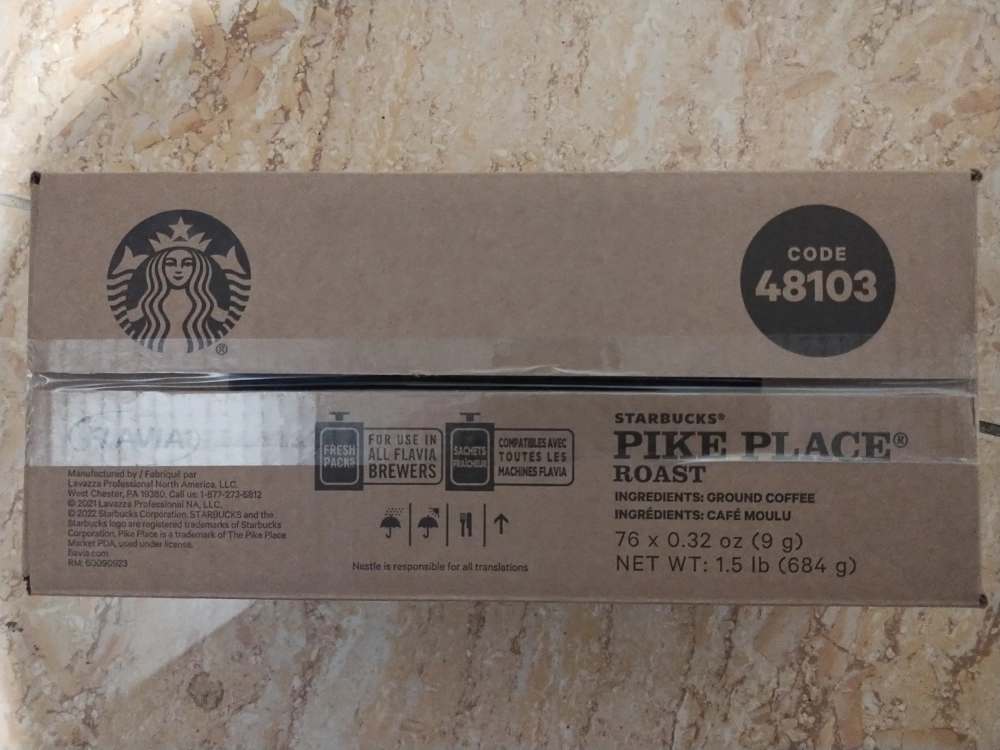 CODE
48103
®
FLAVIA
FRESH
PACKS
FOR USE IN
ALL FLAVIA
BREWERS
SACHETS
FRAÎCHEUR
COMPATIBLES AVEC
TOUTES LES
MACHINES FLAVIA
STARBUCKS®
PIKE PLACE®
ROAST
INGREDIENTS: GROUND COFFEE
INGRÉDIENTS: CAFÉ MOULU
76 x 0.32 oz (9 g)
NET WT: 1.5 lb (684 g)
Manufactured by / Fabriqué par
Lavazza Professional North America, LLC.
West Chester, PA 19380. Call us: 1-877-273-5812
© 2021 Lavazza Professional NA, LLC.
© 2022 Starbucks Corporation. STARBUCKS and the
Starbucks logo are registered trademarks of Starbucks
Corporation. Pike Place is a trademark of The Pike Place
Market PDA, used under license.
flavia.com
RM: 60090923
Nestle is responsible for all translations